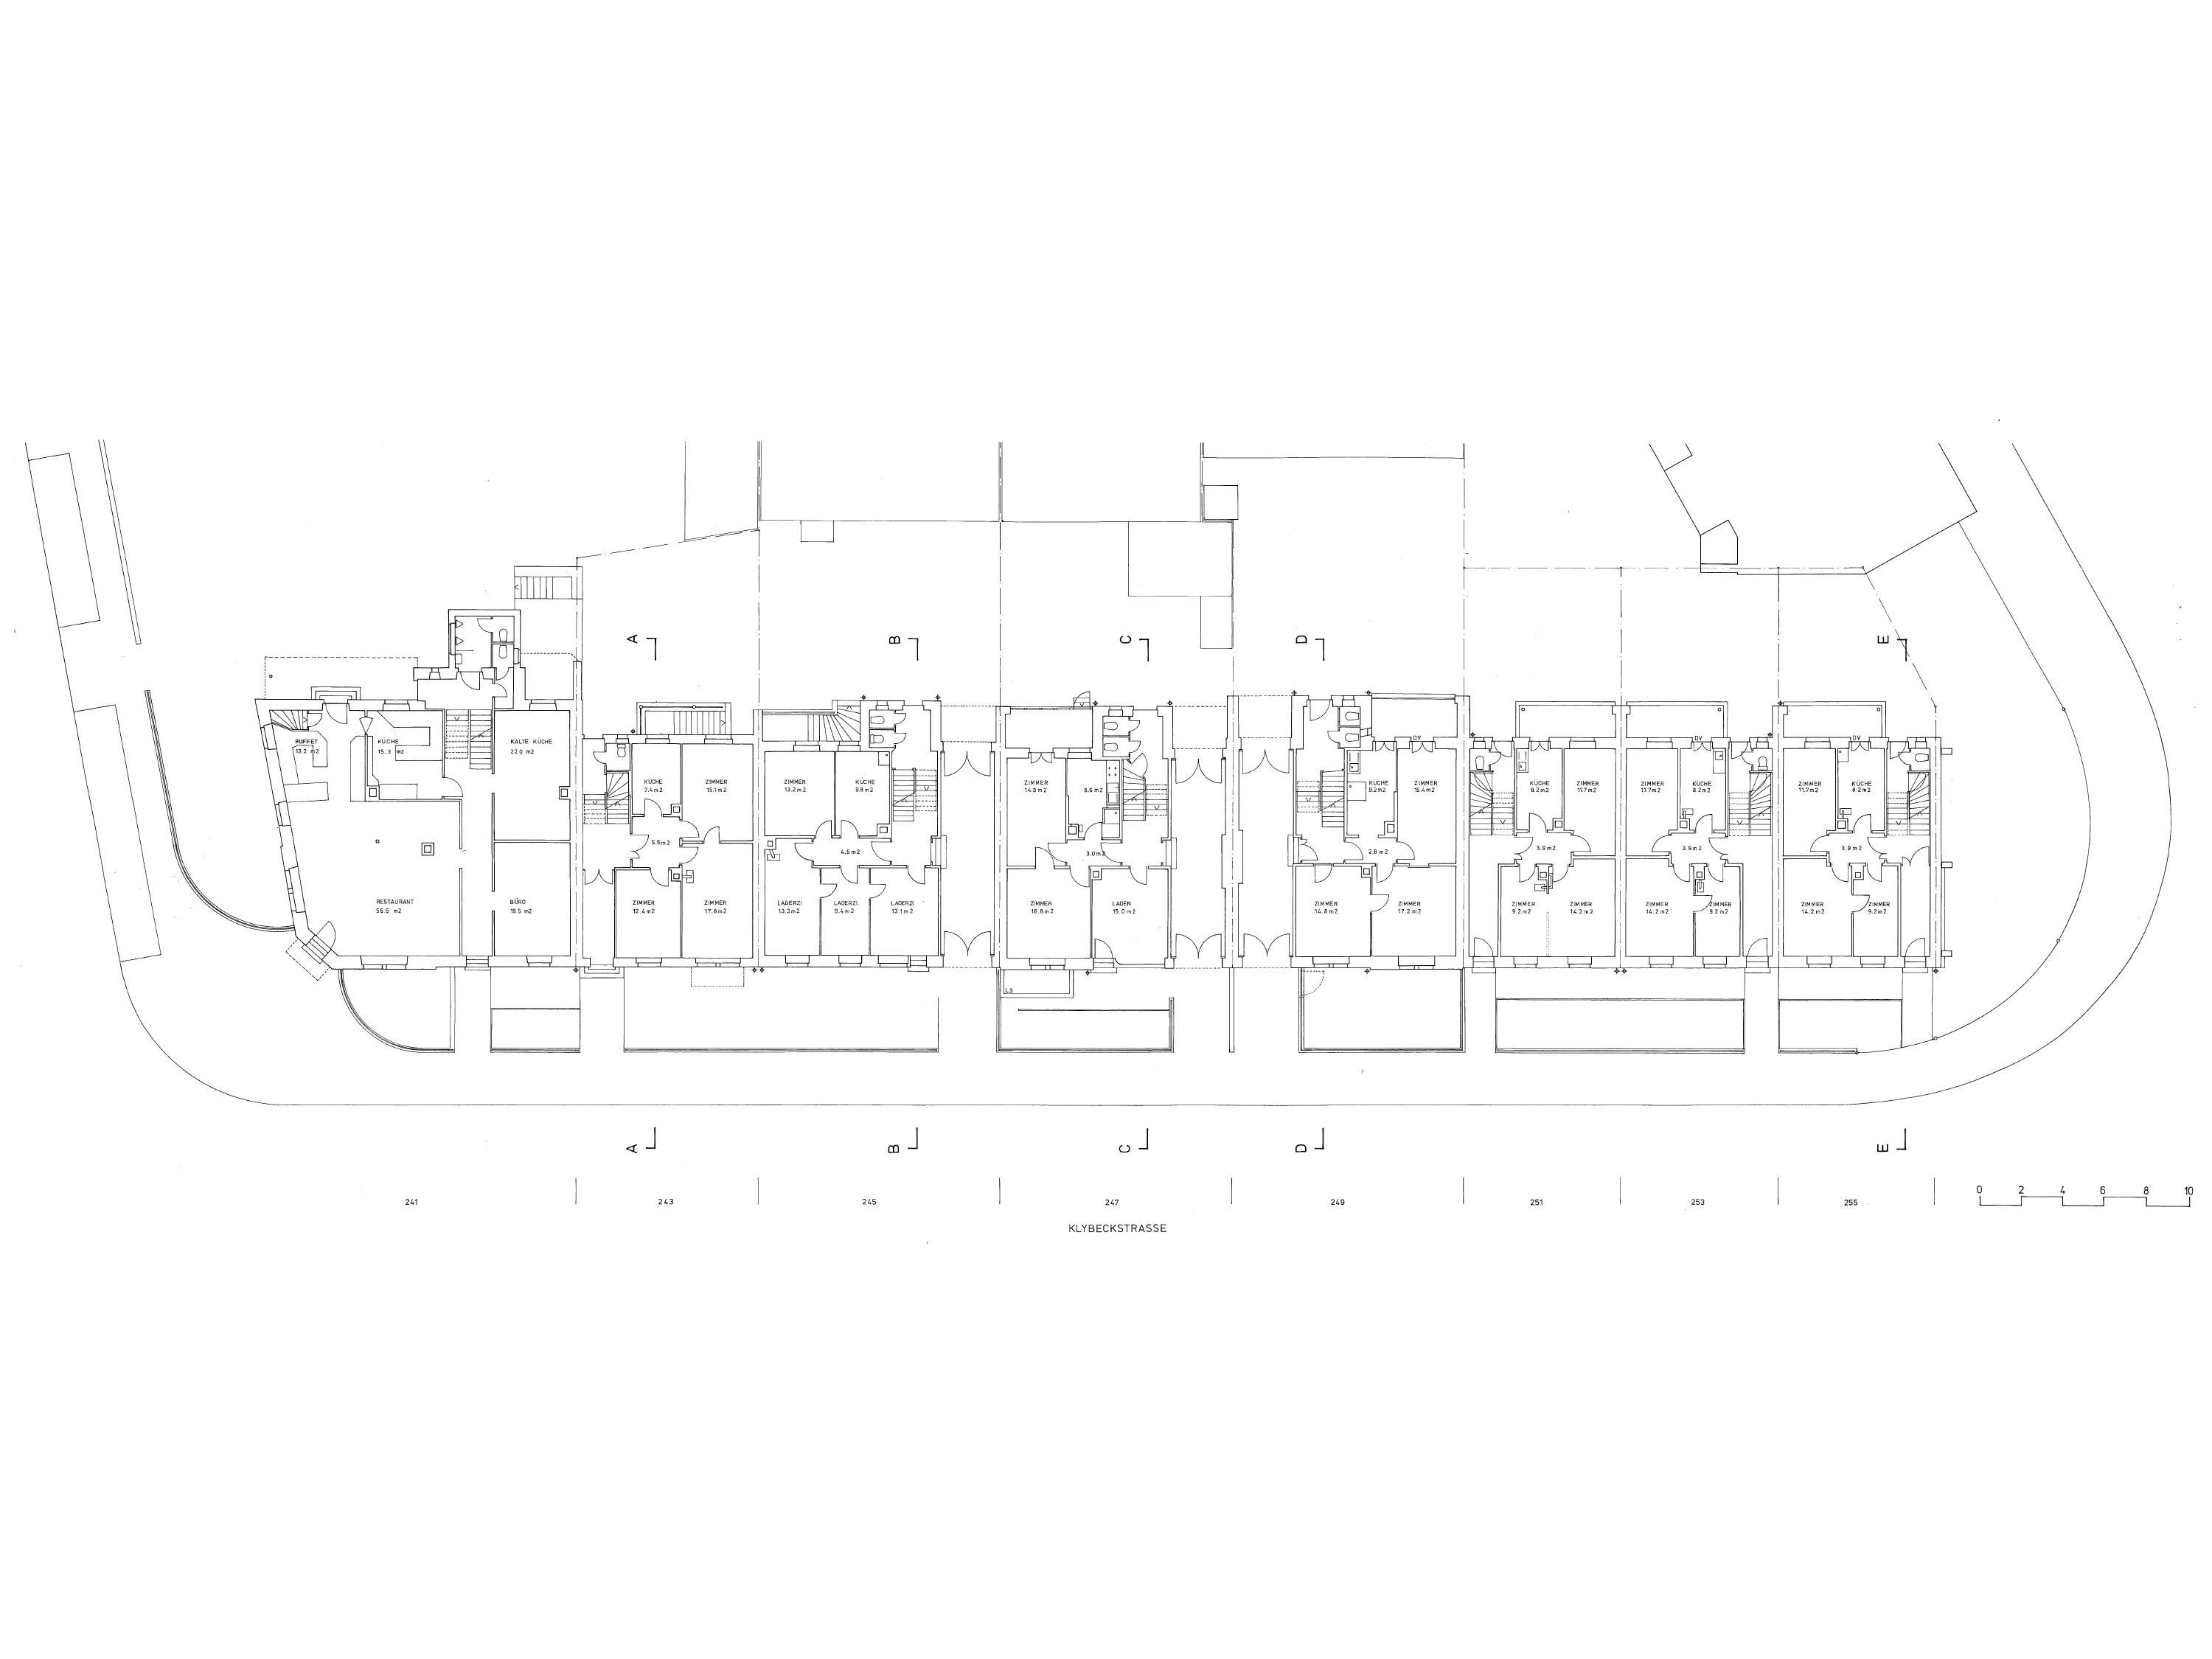 A
B
C
D
E
DV
DV
DV
BUFFET
13.2 m2
KÜCHE
15.3 m2
KALTE KÜCHE
22.0 m2
KÜCHE
7.4 m2
ZIMMER
15.1 m2
ZIMMER
13.2 m2
KÜCHE
9.8 m2
ZIMMER
14.3 m2
8.6 m2
KÜCHE
9.2 m2
ZIMMER
15.4 m2
KÜCHE
8.2 m2
ZIMMER
11.7 m2
ZIMMER
11.7 m2
KÜCHE
8.2 m2
ZIMMER
11.7 m2
KÜCHE
8.2 m2
5.5 m2
4.6 m2
3.0 m2
2.8 m2
3.9 m2
3.9 m2
3.9 m2
RESTAURANT
56.6 m2
BÜRO
19.5 m2
ZIMMER
12.4 m2
ZIMMER
17.8 m2
LAGERZI
13.3 m2
LAGERZI.
9.4 m2
LAGERZI
13.1 m2
ZIMMER
16.8 m2
LADEN
15.0 m2
ZIMMER
14.8 m2
ZIMMER
17.2 m2
ZIMMER
9.2 m2
ZIMMER
14.2 m2
ZIMMER
14.2 m2
ZIMMER
9.2 m2
ZIMMER
14.2 m2
ZIMMER
9.2 m2
LS
A
B
C
D
E
241
243
245
247
249
251
253
255
0 2 4 6 8 10
KLYBECKSTRASSE